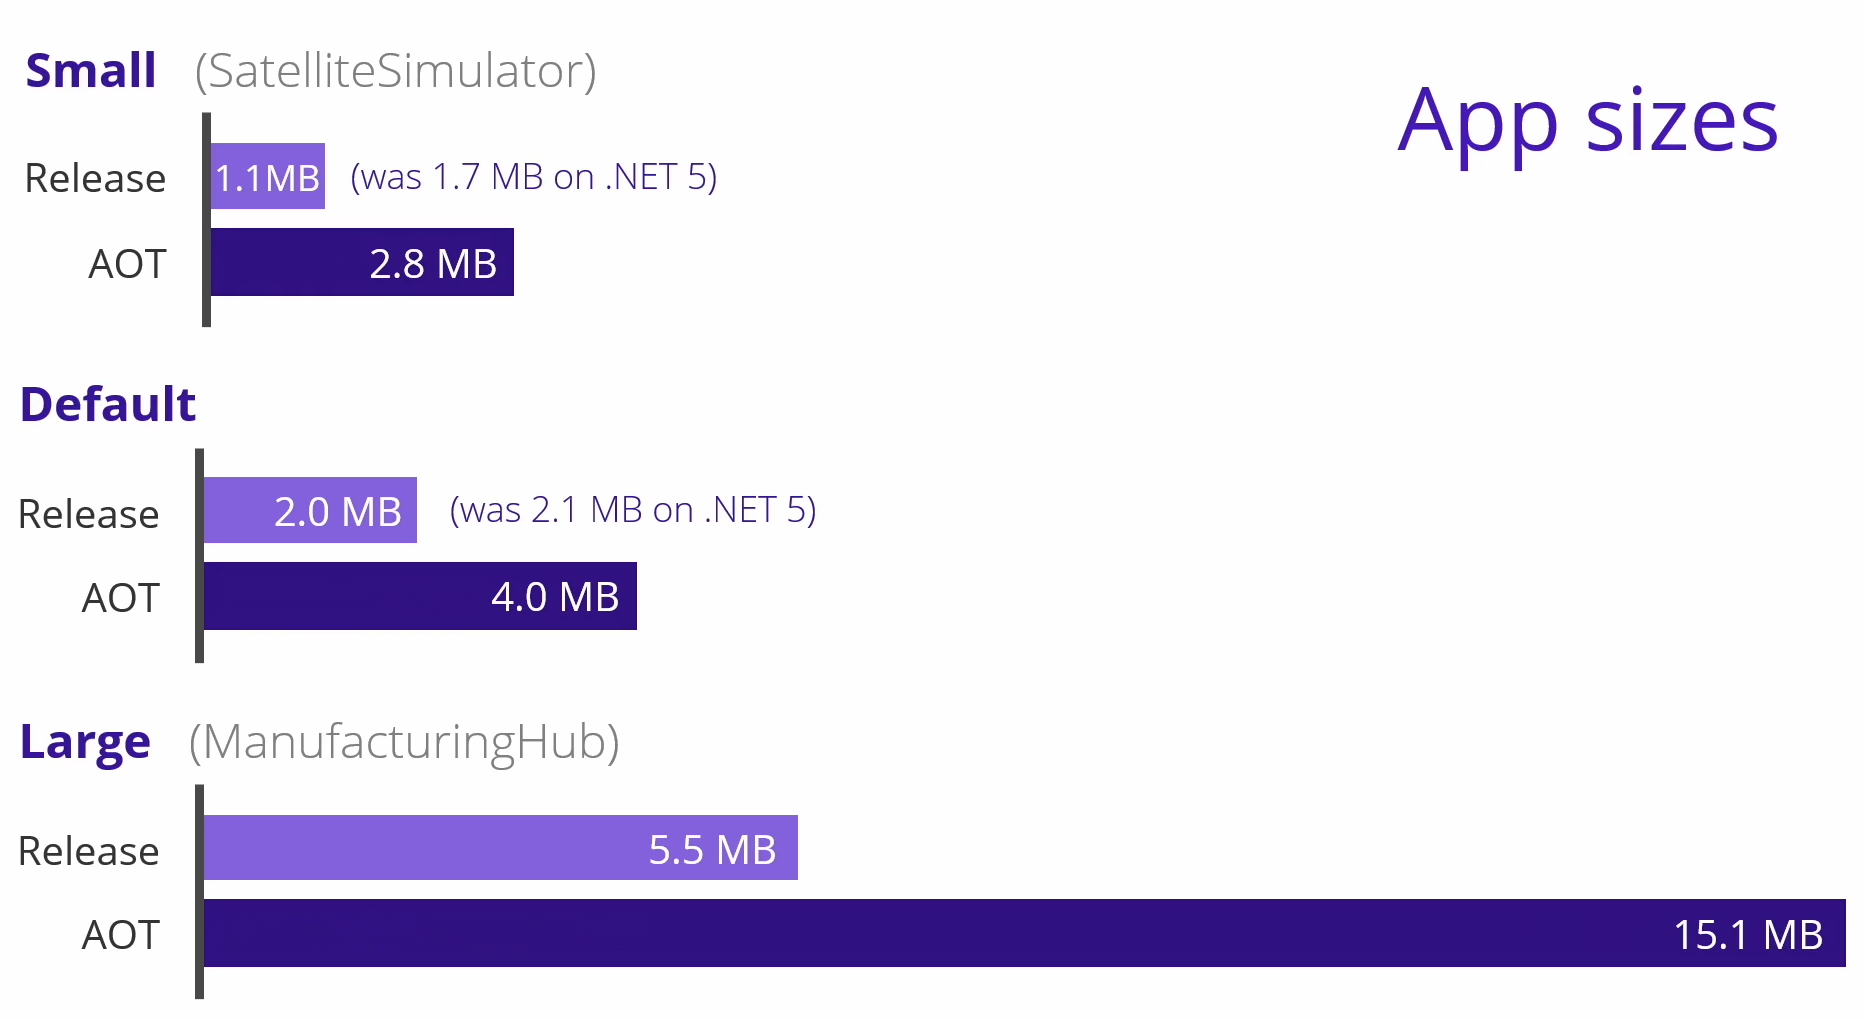 Small (SatelliteSimulator)
App sizes
Release 1.1MB (was 1.7 MB on .NET 5)
AOT 2.8 MB
Default
Release 2.0 MB (was 2.1 MB on .NET 5)
AOT 4.0 MB
Large (ManufacturingHub)
Release 5.5 MB
AOT 15.1 MB